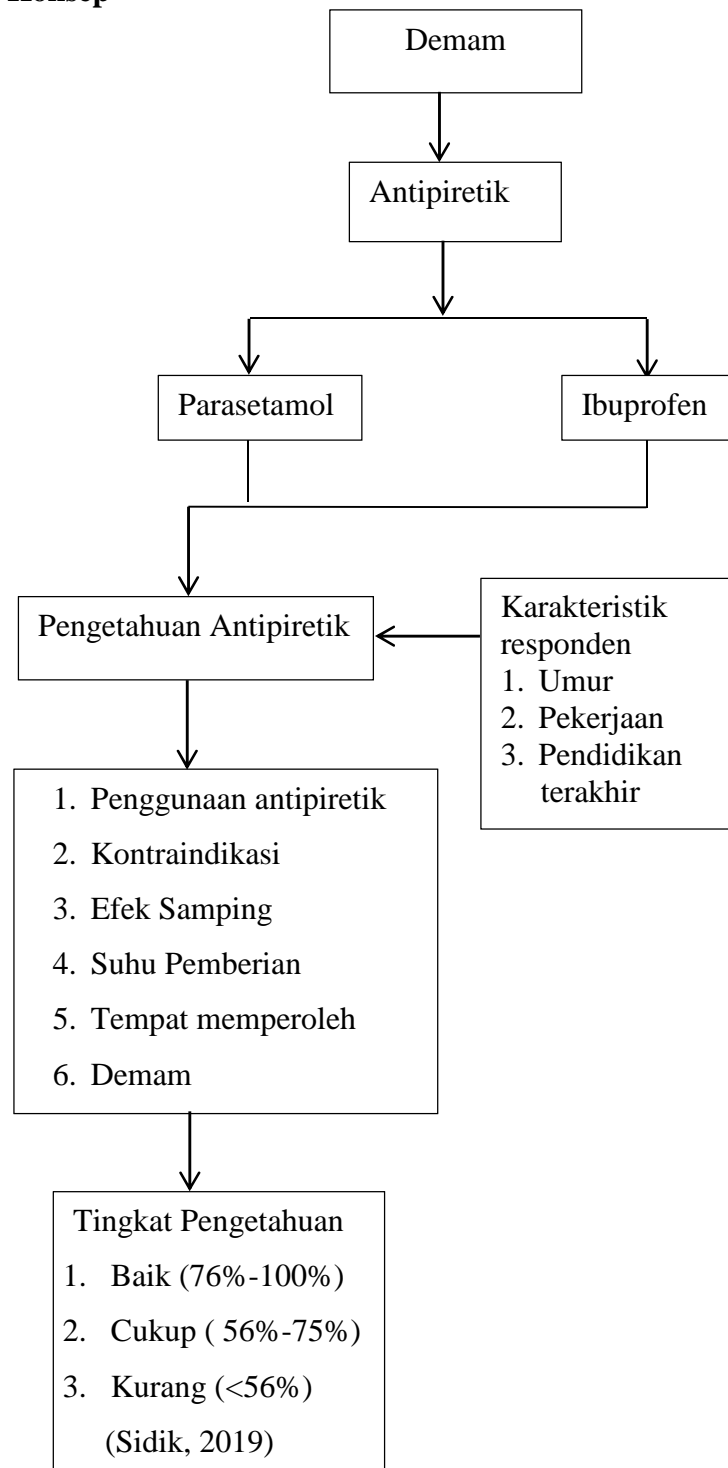 Demam
Antipiretik
Parasetamol
Ibuprofen
Pengetahuan Antipiretik
Karakteristik
responden
1. Umur
2. Pekerjaan
3. Pendidikan
terakhir
1. Penggunaan antipiretik
2. Kontraindikasi
3. Efek Samping
4. Suhu Pemberian
5. Tempat memperoleh
6. Demam
Tingkat Pengetahuan
1. Baik (76%-100%)
2. Cukup ( 56%-75%)
3. Kurang (<56%)
(Sidik, 2019)